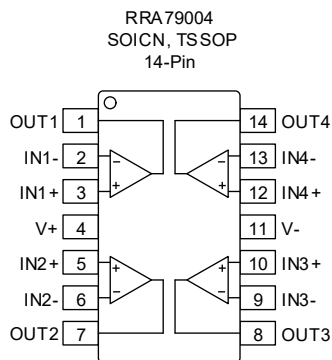 RRA79004
SOICN, TSSOP
14-Pin
OUT1 1 14 OUT4
IN1- 2 - - 13 IN4-
IN1+ 3 + + 12 IN4+
V+ 4 11 V-
IN2+ 5 + + 10 IN3+
IN2- 6 - - 9 IN3-
OUT2 7 8 OUT3